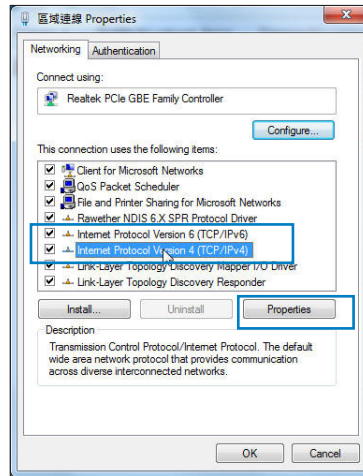 區域連線 Properties
Networking Authentication
Connect using:
Realtek PCIe GBE Family Controller
Configure...
This connection uses the following items:
Client for Microsoft Networks
QoS Packet Scheduler
File and Printer Sharing for Microsoft Networks
Rawether NDIS 6.X SPR Protocol Driver
Internet Protocol Version 6 (TCP/IPv6)
Internet Protocol Version 4 (TCP/IPv4)
Link-Layer Topology Discovery Mapper I/O Driver
Link-Layer Topology Discovery Responder
Install... Uninstall Properties
Description
Transmission Control Protocol/Internet Protocol. The default
wide area network protocol that provides communication
across diverse interconnected networks.
OK Cancel